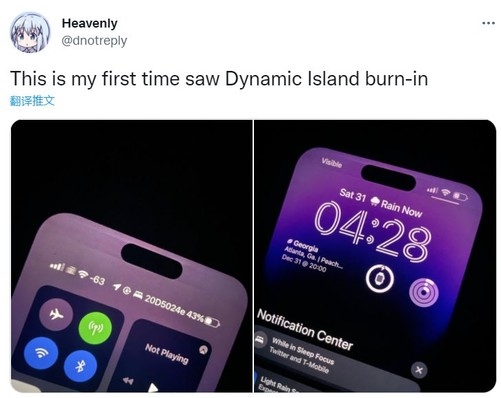 Heavenly
@dnotreply
This is my first time saw Dynamic Island burn-in
翻译推文
-63
20D5024e 43%
Not Playing
Visible
Sat 31 Rain Now
04:28
Georgia
Atlanta, Ga. | Peach...
Dec 31 @ 20:00
Notification Center
While in Sleep Focus
Twitter and T-Mobile
Light Rain